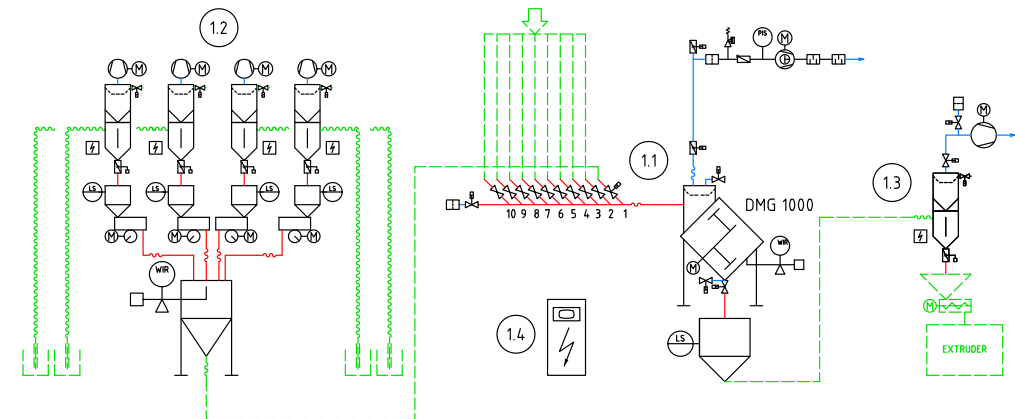 1.2
M M M M
PIS M
M
1.1
1.3
LS LS LS LS
10 9 8 7 6 5 4 3 2 1
DMG 1000
M M M M
WIR
M
WIR
1.4
LS
M
EXTRUDER